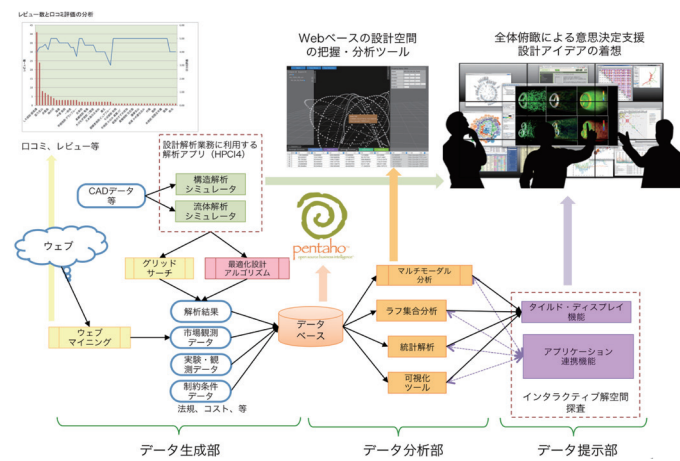 レビュー数と口コミ評価の分析
口コミ、レビュー等
Webベースの設計空間
の把握・分析ツール
全体俯瞰による意思決定支援
設計アイデアの着想
設計解析業務に利用する
解析アプリ（HPCI4）
CADデータ
等
構造解析
シミュレータ
流体解析
シミュレータ
pentaho
ウェブ
グリッド
サーチ
最適化設計
アルゴリズム
ウェブ
マイニング
解析結果
市場観測
データ
実験・観
測データ
制約条件
データ
法規、コスト、等
データ
ベース
マルチモーダル
分析
ラフ集合分析
統計解析
可視化
ツール
タイルド・ディスプレイ
機能
アプリケーション
連携機能
インタラクティブ解空間
探査
データ生成部
データ分析部
データ提示部